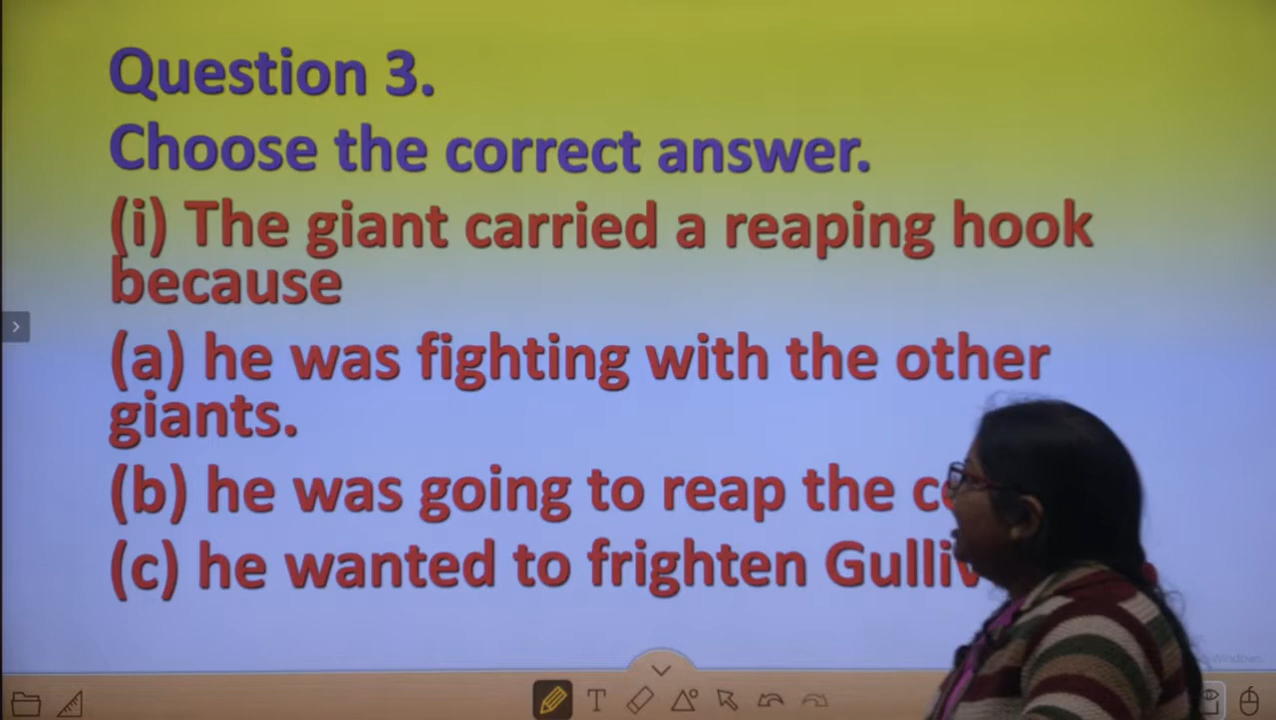 Question 3.
Choose the correct answer.
(i) The giant carried a reaping hook
because
(a) he was fighting with the other
giants.
(b) he was going to reap the
(c) he wanted to frighten
T